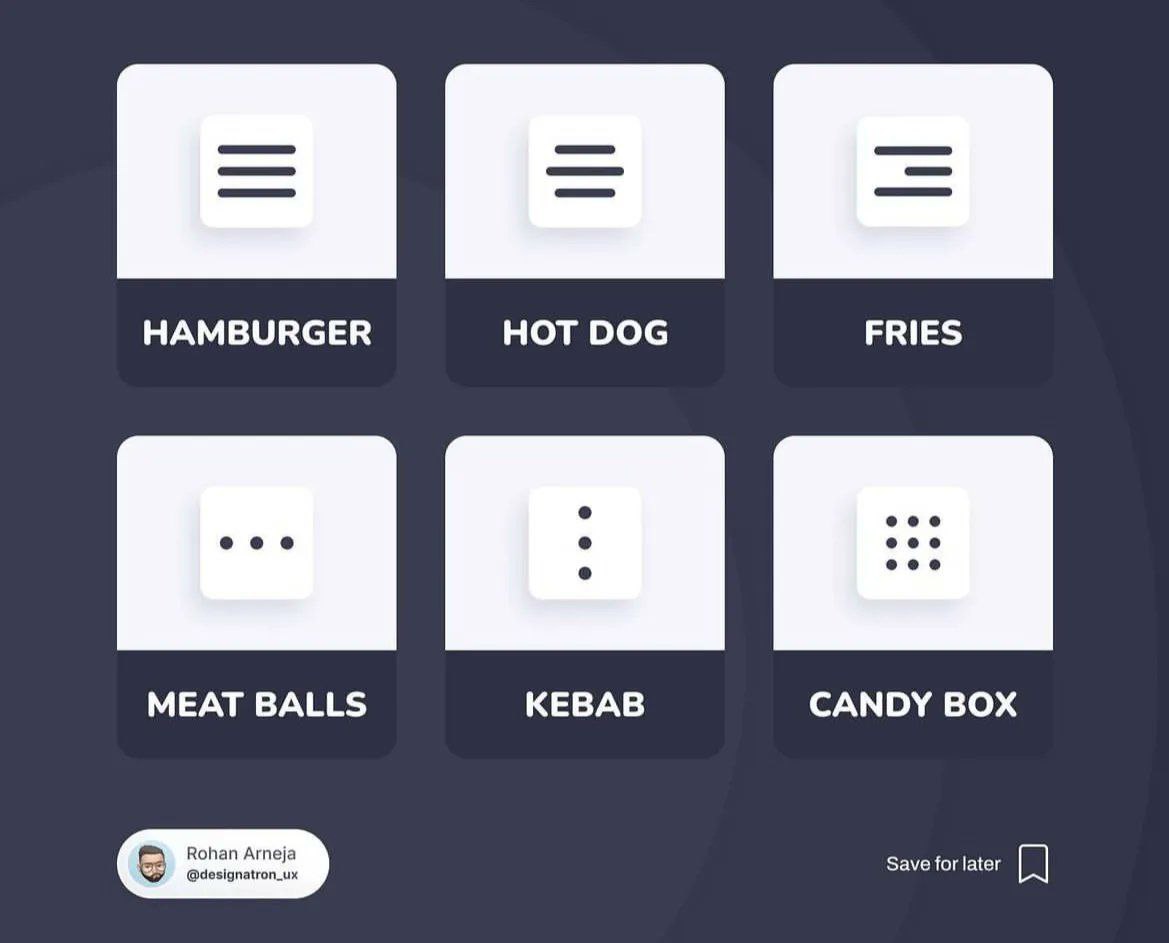 HAMBURGER
HOT DOG
FRIES
MEAT BALLS
KEBAB
CANDY BOX
Rohan Arneja
@designatron_ux
Save for later